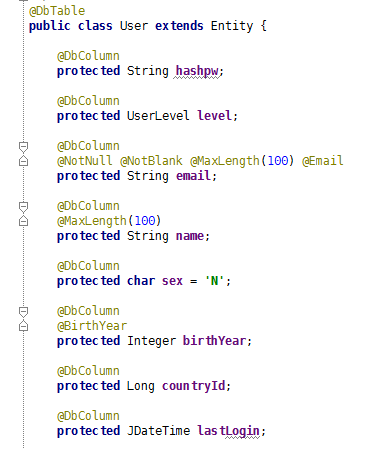 @DbTable
public class User extends Entity {
@DbColumn
protected String hashpw;
@DbColumn
protected UserLevel level;
@DbColumn
@NotNull @NotBlank @MaxLength(100) @Email
protected String email;
@DbColumn
@MaxLength(100)
protected String name;
@DbColumn
protected char sex = 'N';
@DbColumn
@BirthYear
protected Integer birthYear;
@DbColumn
protected Long countryId;
@DbColumn
protected JDateTime lastLogin;